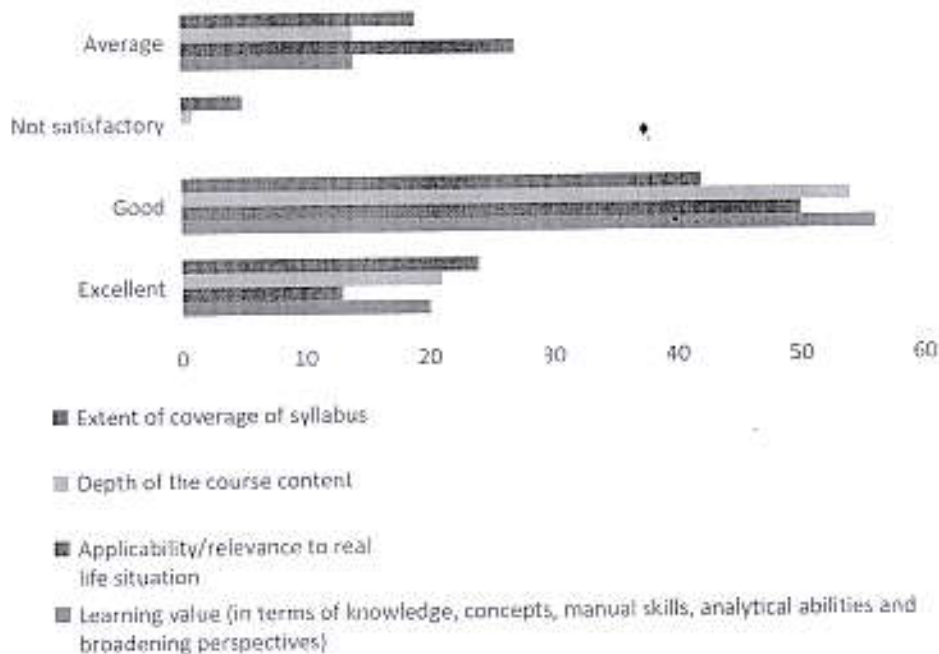 Average
Not satisfactory
Good
Excellent
0 10 20 30 40 50 60
Extent of coverage of syllabus
Depth of the course content
Applicability/relevance to real
life situation
Learning value (in terms of knowledge, concepts, manual skills, analytical abilities and
broadening perspectives)